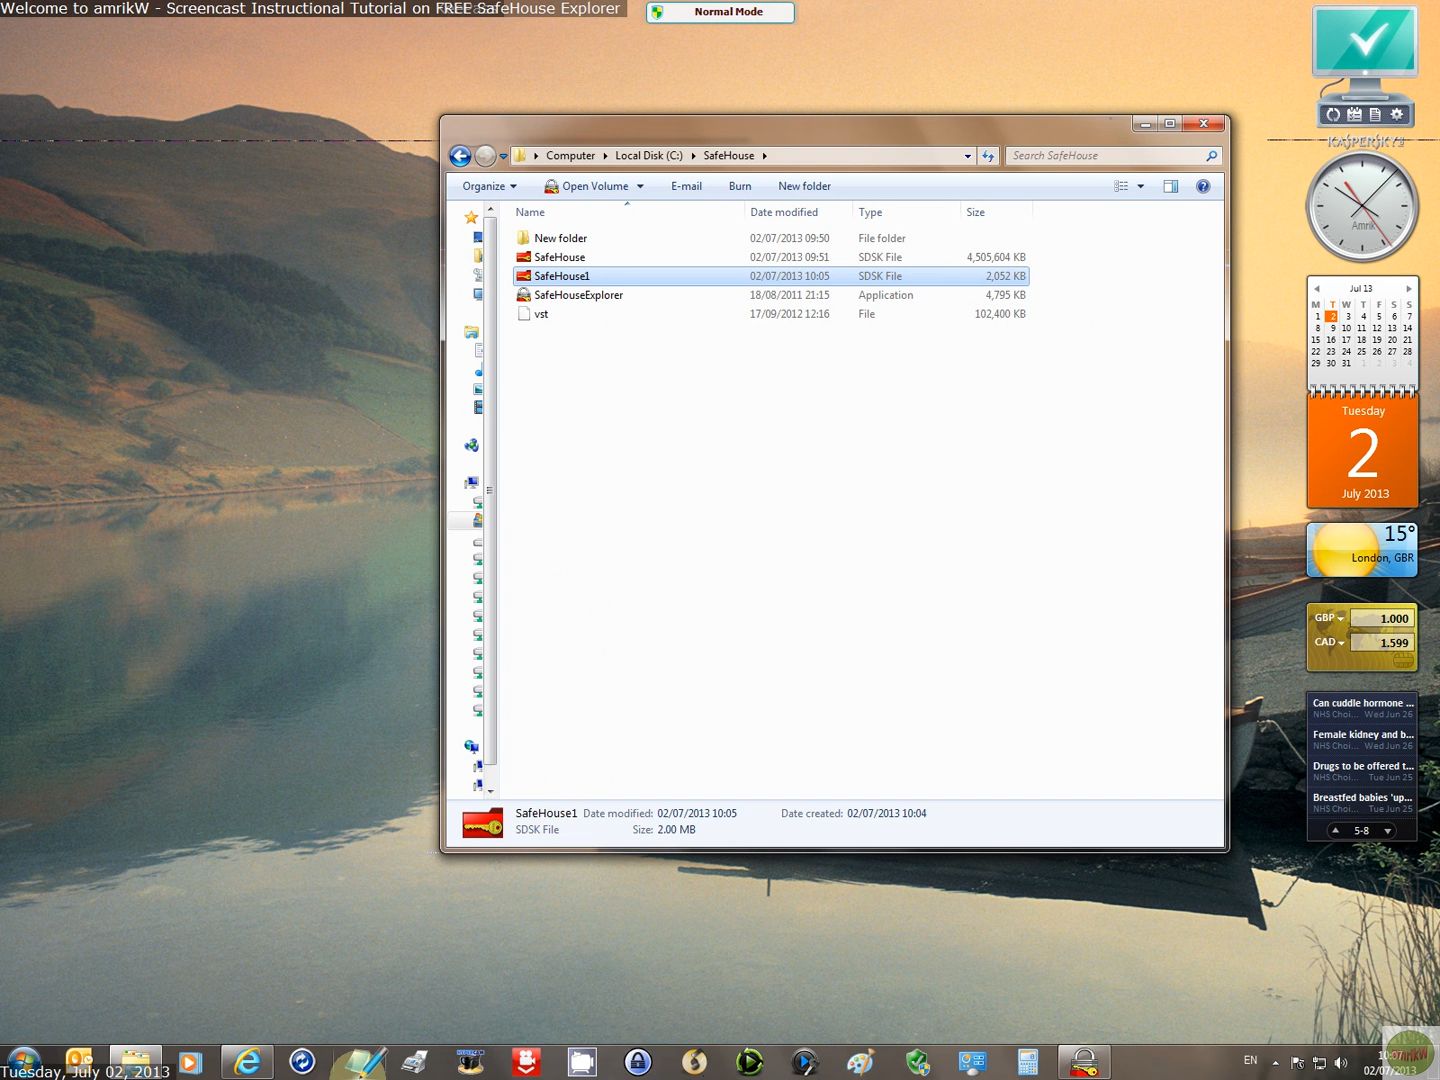 Welcome to amrikW - Screencast Instructional Tutorial on FREE SafeHouse Explorer
Normal Mode
KASPERSKY
Computer Local Disk (C:) SafeHouse
Search SafeHouse
Organize Open Volume E-mail Burn New folder
Name Date modified Type Size
New folder 02/07/2013 09:50 File folder
SafeHouse 02/07/2013 09:51 SDSK File 4,505,604 KB
SafeHouse1 02/07/2013 10:05 SDSK File 2,052 KB
SafeHouseExplorer 18/08/2011 21:15 Application 4,795 KB
vst 17/09/2012 12:16 File 102,400 KB
SafeHouse1 Date modified: 02/07/2013 10:05 Date created: 02/07/2013 10:04
SDSK File Size: 2.00 MB
Amrik
Jul 13
M T F S S
1 2 3 4 5 6 7
8 9 10 11 12 13 14
15 16 17 18 19 20 21
22 23 24 25 26 27 28
29 30 31 1 2 3 4
Tuesday
2
July 2013
15°
London, GBR
GBP 1.000
CAD 1.599
Can cuddle hormone ...
NHS Choi... Wed Jun 26
Female kidney and b...
NHS Choi... Wed Jun 26
Drugs to be offered t...
NHS Choi... Tue Jun 25
Breastfed babies 'up...
NHS Choi... Tue Jun 25
5-8
Tuesday, July 02, 2013
EN
amrikW
02/07/2013